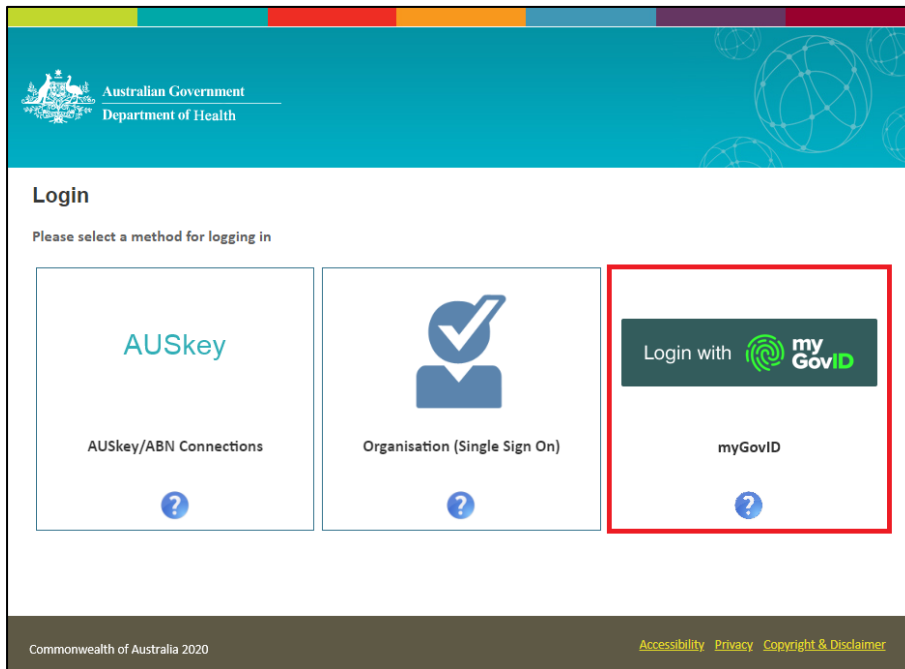 Australian Government
Department of Health
Login
Please select a method for logging in
AUSkey
AUSkey/ABN Connections
?
Organisation (Single Sign On)
?
Login with my GovID
myGovID
?
Commonwealth of Australia 2020
Accessibility Privacy Copyright & Disclaimer